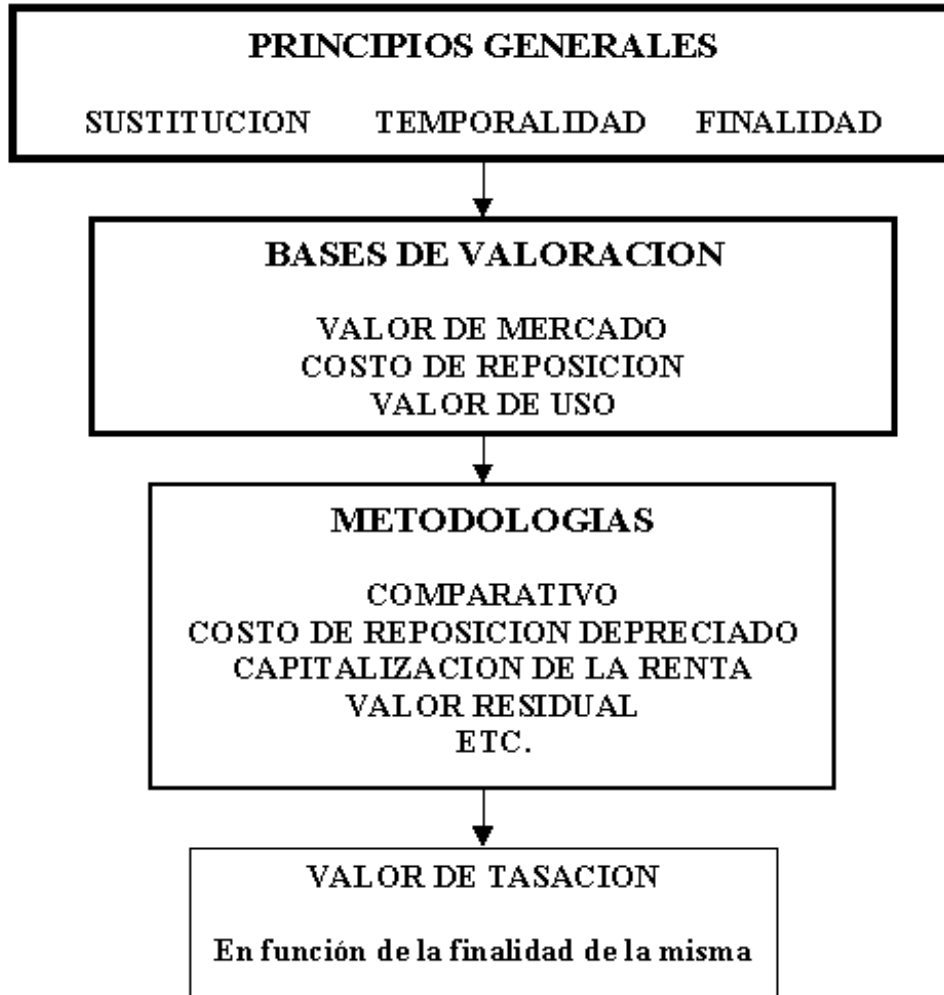 PRINCIPIOS GENERALES
SUSTITUCION TEMPORALIDAD FINALIDAD
BASES DE VALORACION
VALOR DE MERCADO
COSTO DE REPOSICION
VALOR DE USO
METODOLOGIAS
COMPARATIVO
COSTO DE REPOSICION DEPRECIADO
CAPITALIZACION DE LA RENTA
VALOR RESIDUAL
ETC.
VALOR DE TASACION
En función de la finalidad de la misma